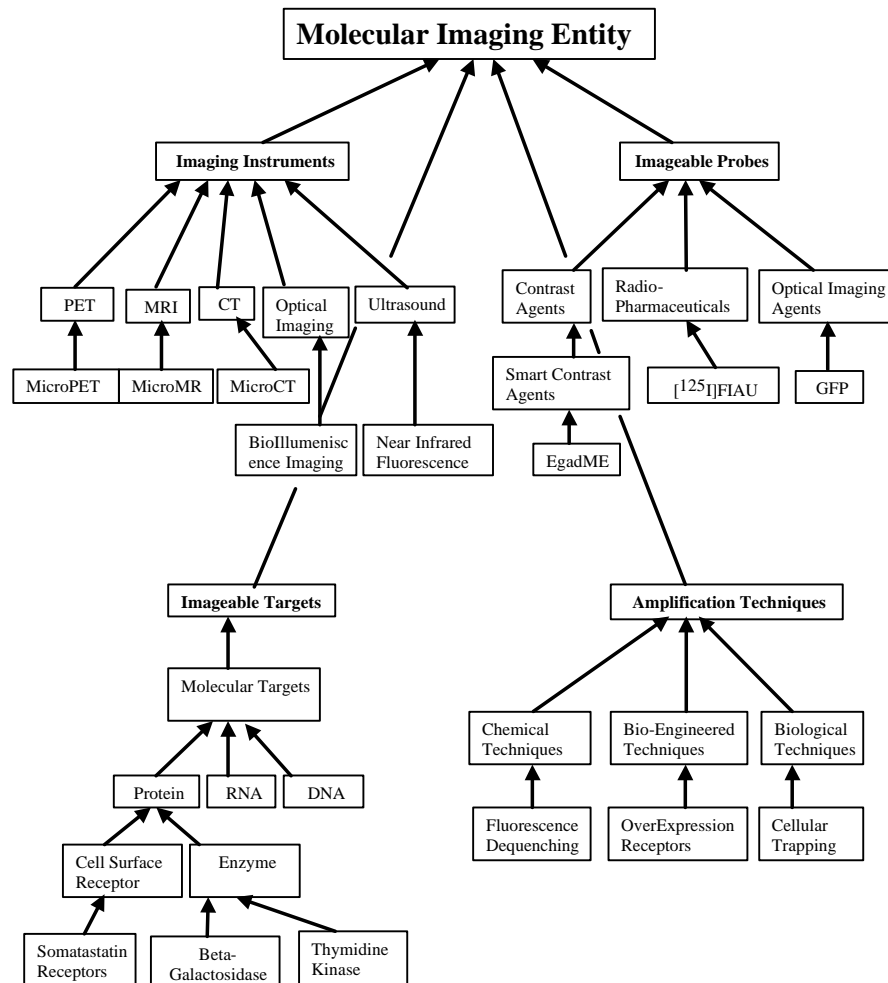 Molecular Imaging Entity
Imaging Instruments
Imageable Probes
PET
MRI
CT
Optical
Imaging
Ultrasound
Contrast
Agents
Radio-
Pharmaceuticals
Optical Imaging
Agents
MicroPET
MicroMR
MicroCT
Smart Contrast
Agents
[125I]FIAU
GFP
BioIllumenisc
ence Imaging
Near Infrared
Fluorescence
EgadME
Imageable Targets
Amplification Techniques
Molecular Targets
Chemical
Techniques
Bio-Engineered
Techniques
Biological
Techniques
Protein
RNA
DNA
Fluorescence
Dequenching
OverExpression
Receptors
Cellular
Trapping
Cell Surface
Receptor
Enzyme
Somatastatin
Receptors
Beta-
Galactosidase
Thymidine
Kinase